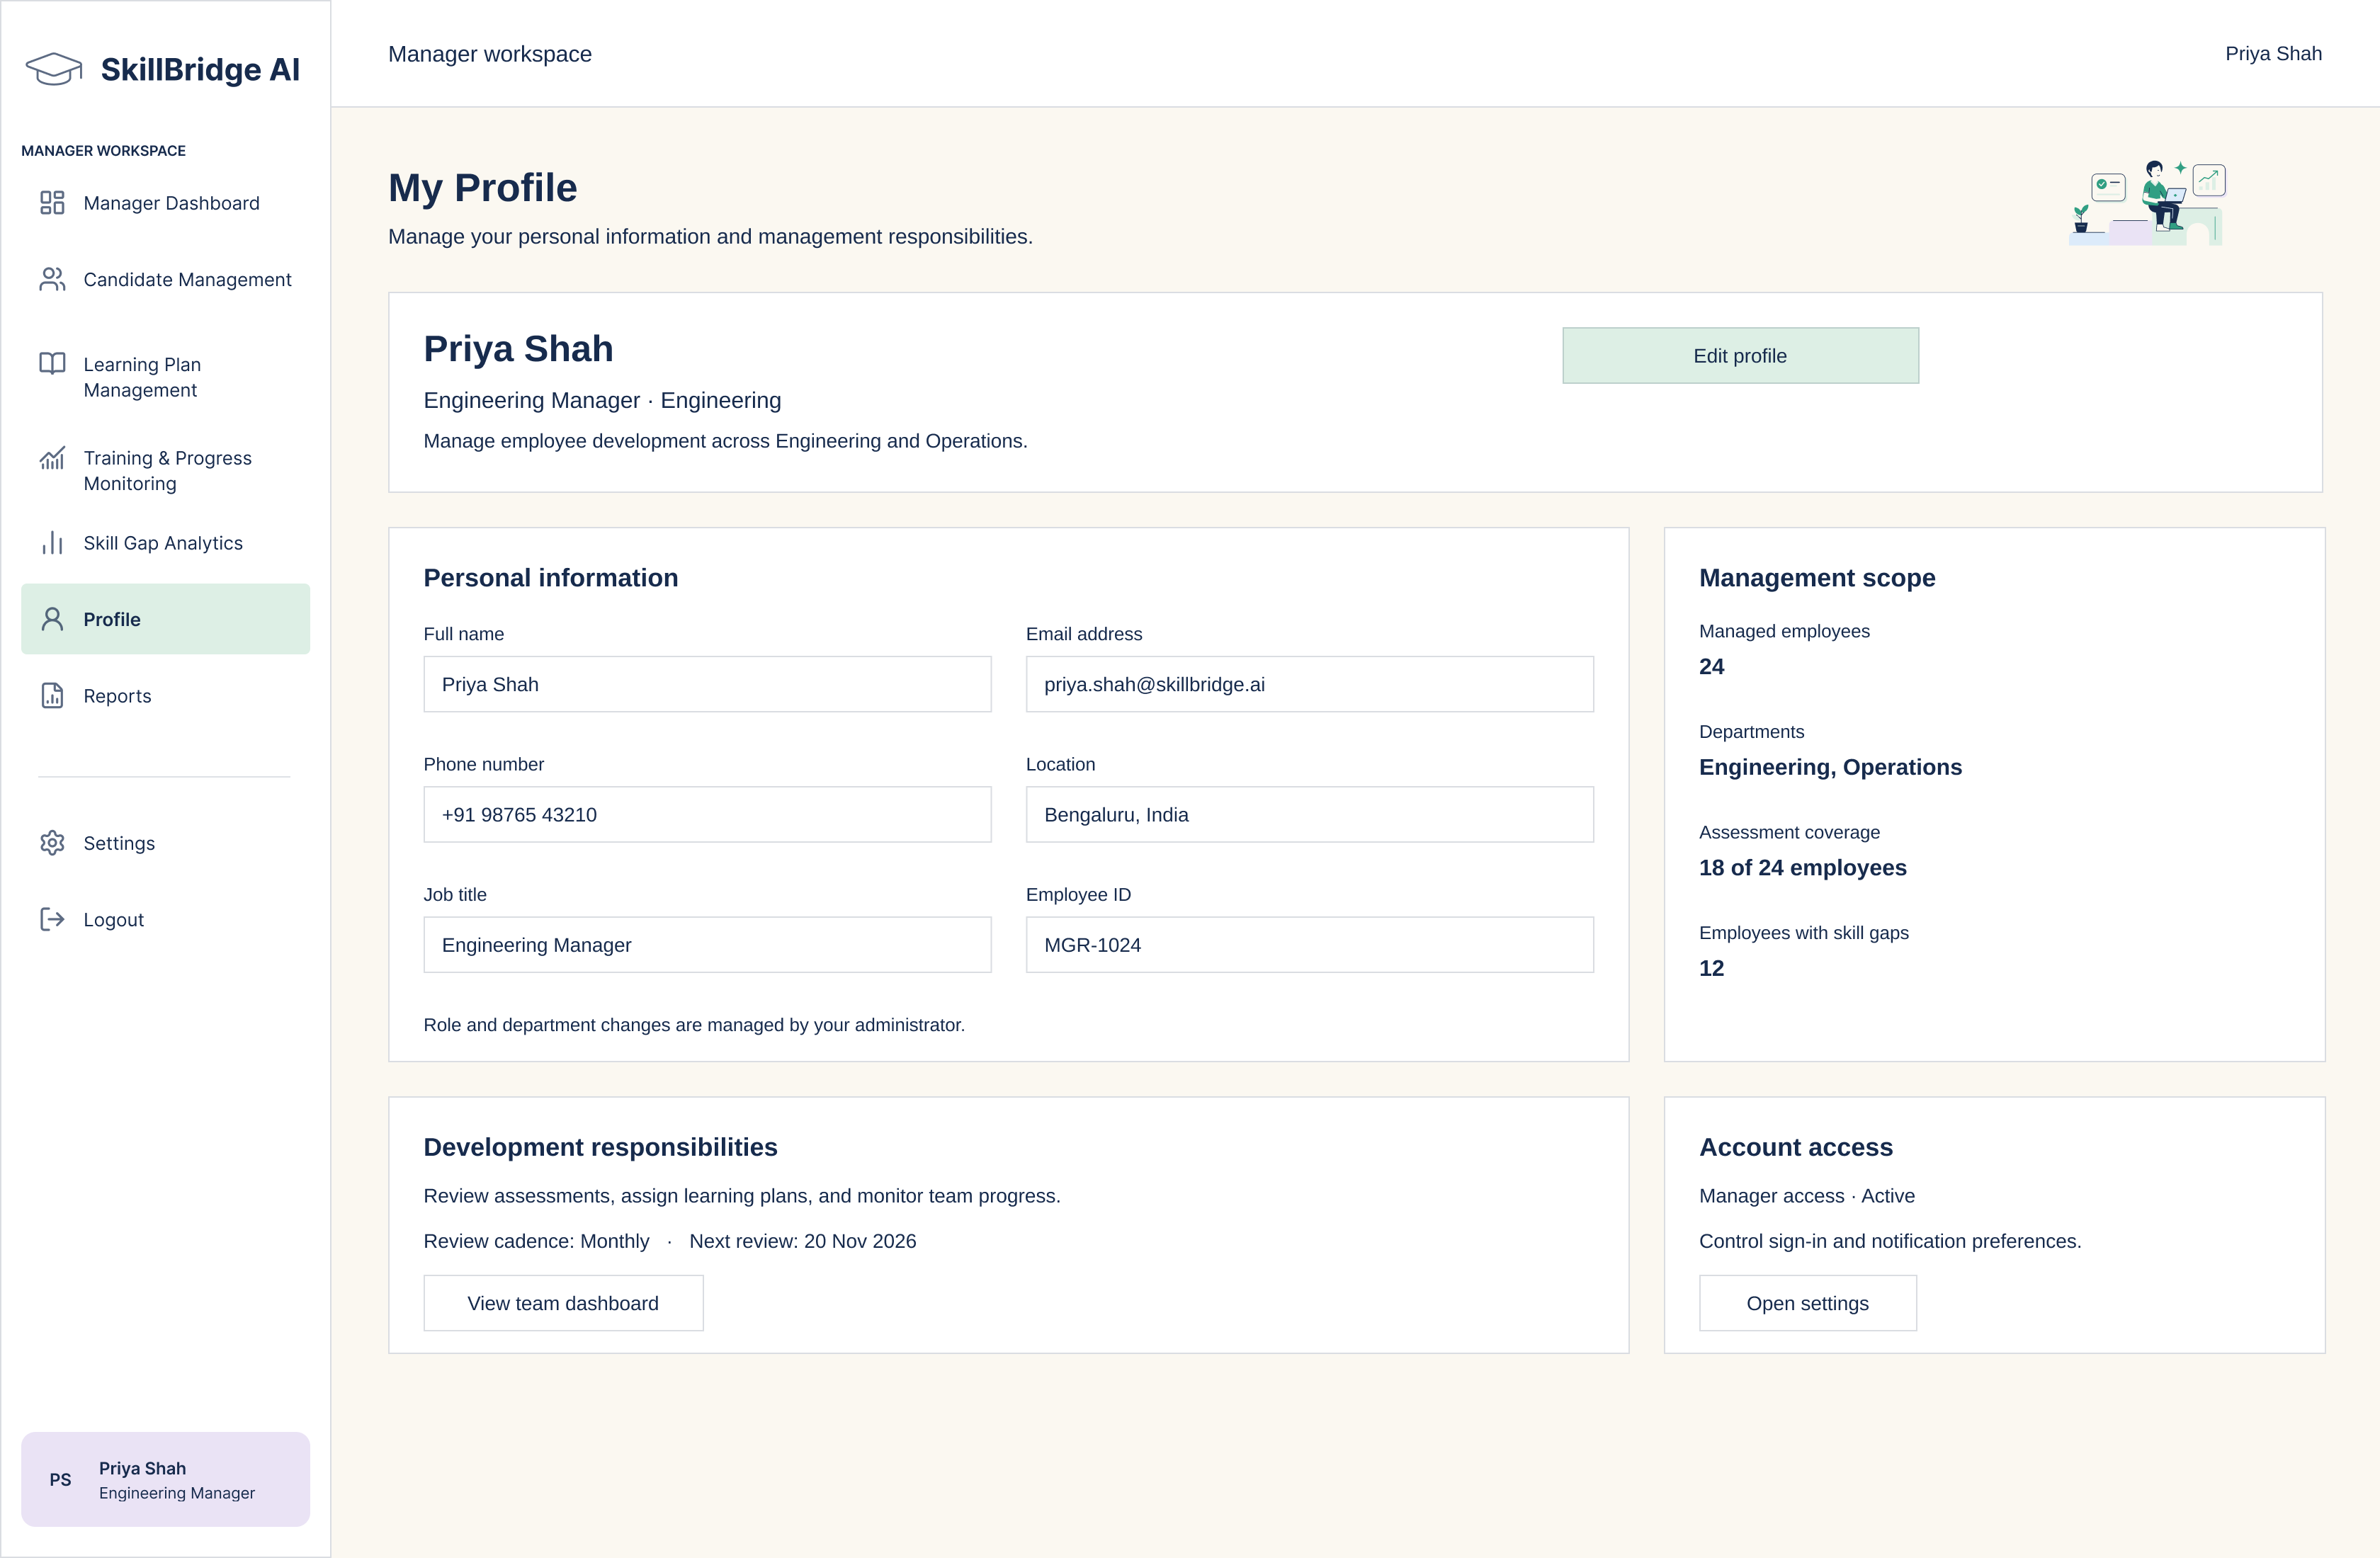 SkillBridge AI
MANAGER WORKSPACE
Manager Dashboard
Candidate Management
Learning Plan
Management
Training & Progress
Monitoring
Skill Gap Analytics
Profile
Reports
Settings
Logout
PS
Priya Shah
Engineering Manager
Manager workspace
Priya Shah
My Profile
Manage your personal information and management responsibilities.
Priya Shah
Engineering Manager · Engineering
Manage employee development across Engineering and Operations.
Edit profile
Personal information
Full name
Priya Shah
Email address
priya.shah@skillbridge.ai
Phone number
+91 98765 43210
Location
Bengaluru, India
Job title
Engineering Manager
Employee ID
MGR-1024
Role and department changes are managed by your administrator.
Management scope
Managed employees
24
Departments
Engineering, Operations
Assessment coverage
18 of 24 employees
Employees with skill gaps
12
Development responsibilities
Review assessments, assign learning plans, and monitor team progress.
Review cadence: Monthly · Next review: 20 Nov 2026
View team dashboard
Account access
Manager access · Active
Control sign-in and notification preferences.
Open settings